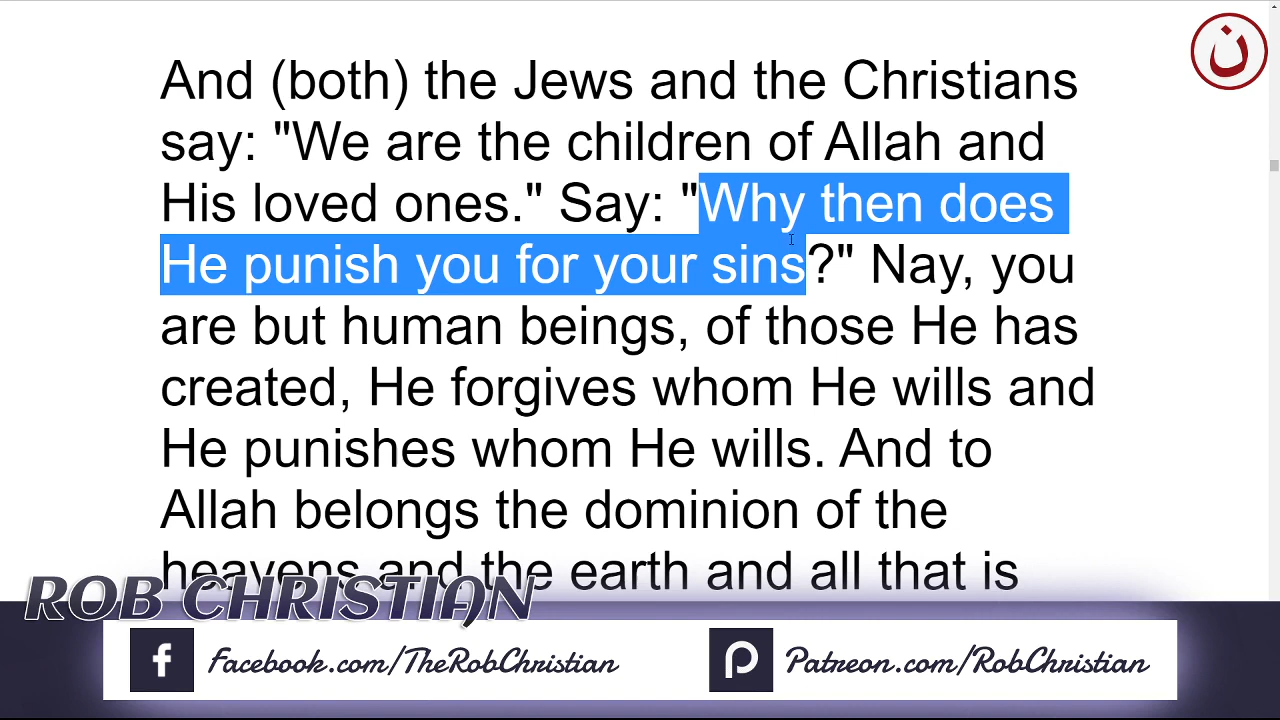 And (both) the Jews and the Christians
say: "We are the children of Allah and
His loved ones." Say: "Why then does
He punish you for your sins?" Nay, you
are but human beings, of those He has
created, He forgives whom He wills and
He punishes whom He wills. And to
Allah belongs the dominion of the
heavens and the earth and all that is
ROB CHRISTIAN
f Facebook.com/TheRobChristian
Patreon.com/RobChristian
ن